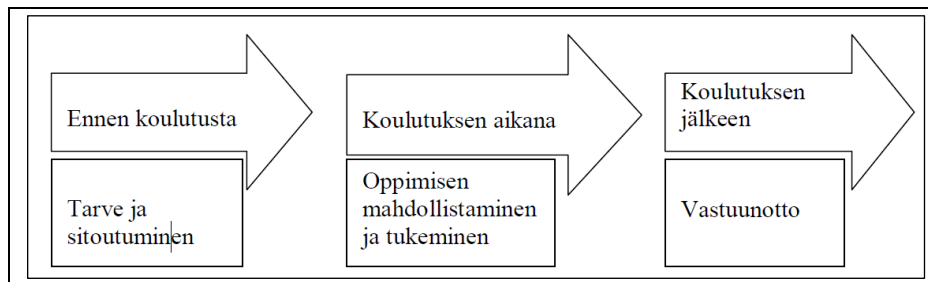 Ennen koulutusta
Tarve ja
sitoutuminen
Koulutuksen aikana
Oppimisen
mahdollistaminen
ja tukeminen
Koulutuksen
jälkeen
Vastuunotto